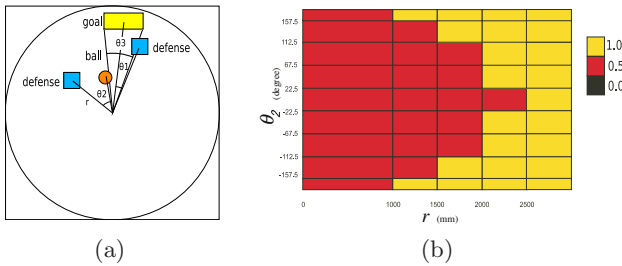 goal
θ3
ball
defense
θ1
defense
θ2
r
(a)
157.5
112.5
67.5
22.5
-22.5
-67.5
-112.5
-157.5
θ2 (degree)
0 1000 1500 2000 2500
r (mm)
1.0
0.5
0.0
(b)